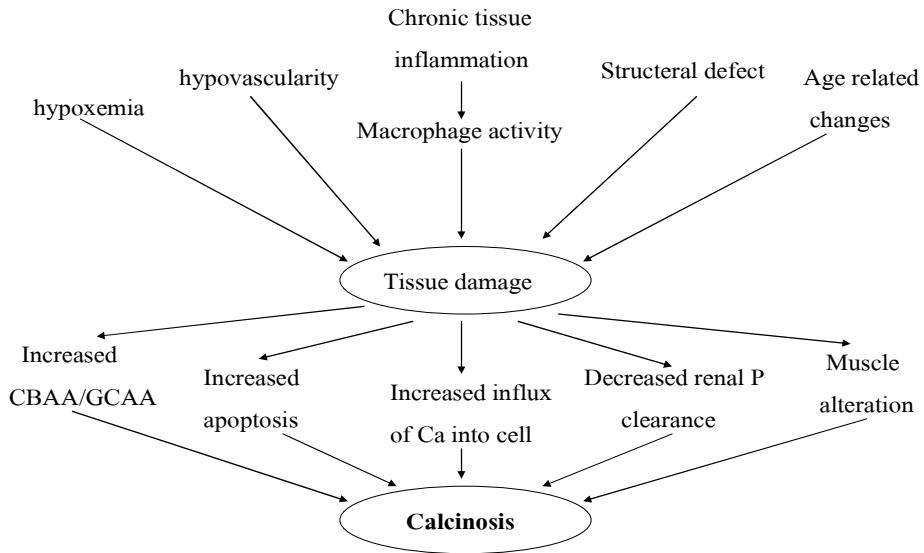 Chronic tissue
inflammation
hypovascularity
Structeral defect
Age related
changes
hypoxemia
Macrophage activity
Tissue damage
Increased
CBAA/GCAA
Increased
apoptosis
Increased influx
of Ca into cell
Decreased renal P
clearance
Muscle
alteration
Calcinosis